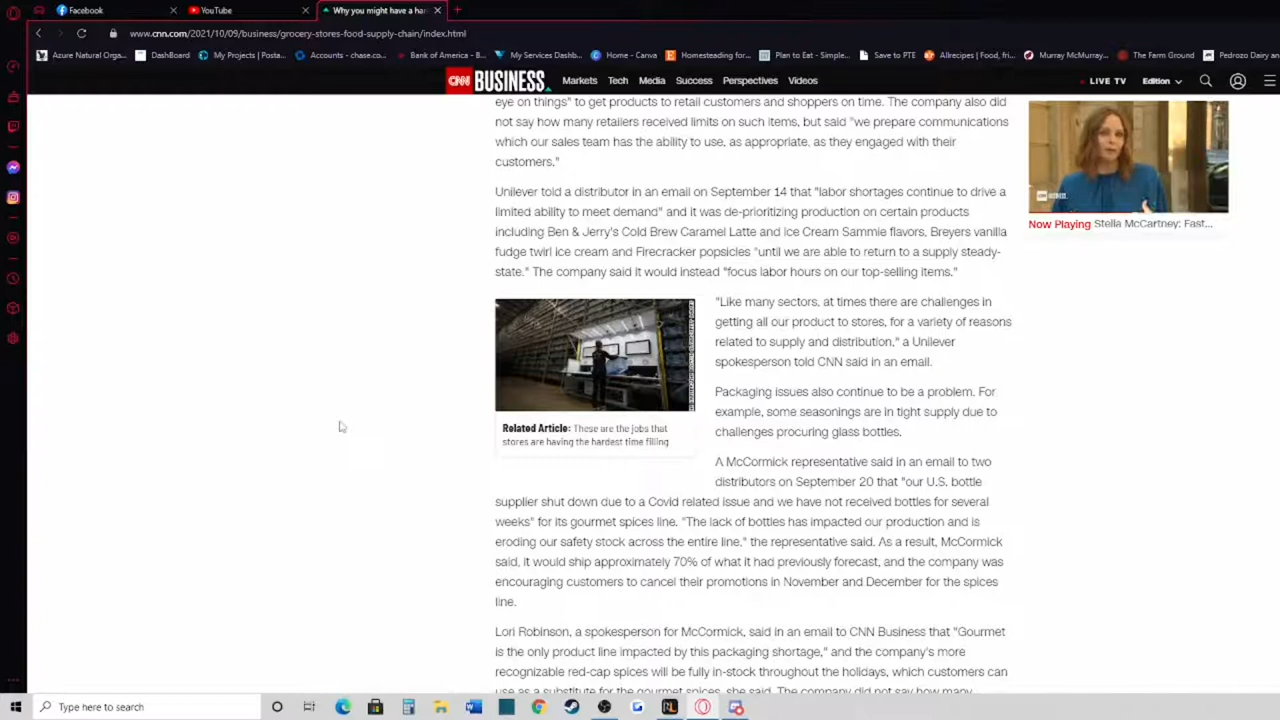 Facebook
YouTube
Why you might have a har
www.cnn.com/2021/10/09/business/grocery-stores-food-supply-chain/index.html
Azure Natural Orga...
DashBoard
My Projects | Posta...
Accounts - chase.co...
Bank of America - B...
My Services Dashb...
Home - Canva
Homesteading for...
Plan to Eat - Simple...
Save to PTE
Allrecipes | Food, fri...
Murray McMurray...
The Farm Ground
Pedrozo Dairy an
CNN BUSINESS
Markets
Tech
Media
Success
Perspectives
Videos
LIVE TV
Edition
eye on things" to get products to retail customers and shoppers on time. The company also did
not say how many retailers received limits on such items, but said "we prepare communications
which our sales team has the ability to use, as appropriate, as they engaged with their
customers."
Unilever told a distributor in an email on September 14 that "labor shortages continue to drive a
limited ability to meet demand" and it was de-prioritizing production on certain products
including Ben & Jerry's Cold Brew Caramel Latte and Ice Cream Sammie flavors, Breyers vanilla
fudge twirl ice cream and Firecracker popsicles "until we are able to return to a supply steady-
state." The company said it would instead "focus labor hours on our top-selling items."
"Like many sectors, at times there are challenges in
getting all our product to stores, for a variety of reasons
related to supply and distribution," a Unilever
spokesperson told CNN said in an email.
Packaging issues also continue to be a problem. For
example, some seasonings are in tight supply due to
challenges procuring glass bottles.
Related Article: These are the jobs that
stores are having the hardest time filling
A McCormick representative said in an email to two
distributors on September 20 that "our U.S. bottle
supplier shut down due to a Covid related issue and we have not received bottles for several
weeks" for its gourmet spices line. "The lack of bottles has impacted our production and is
eroding our safety stock across the entire line," the representative said. As a result, McCormick
said, it would ship approximately 70% of what it had previously forecast, and the company was
encouraging customers to cancel their promotions in November and December for the spices
line.
Lori Robinson, a spokesperson for McCormick, said in an email to CNN Business that "Gourmet
is the only product line impacted by this packaging shortage," and the company's more
recognizable red-cap spices will be fully in-stock throughout the holidays, which customers can
use as a substitute for the gourmet spices, she said. The company did not say how many
BUSINESS
Now Playing Stella McCartney: Fast...
Type here to search